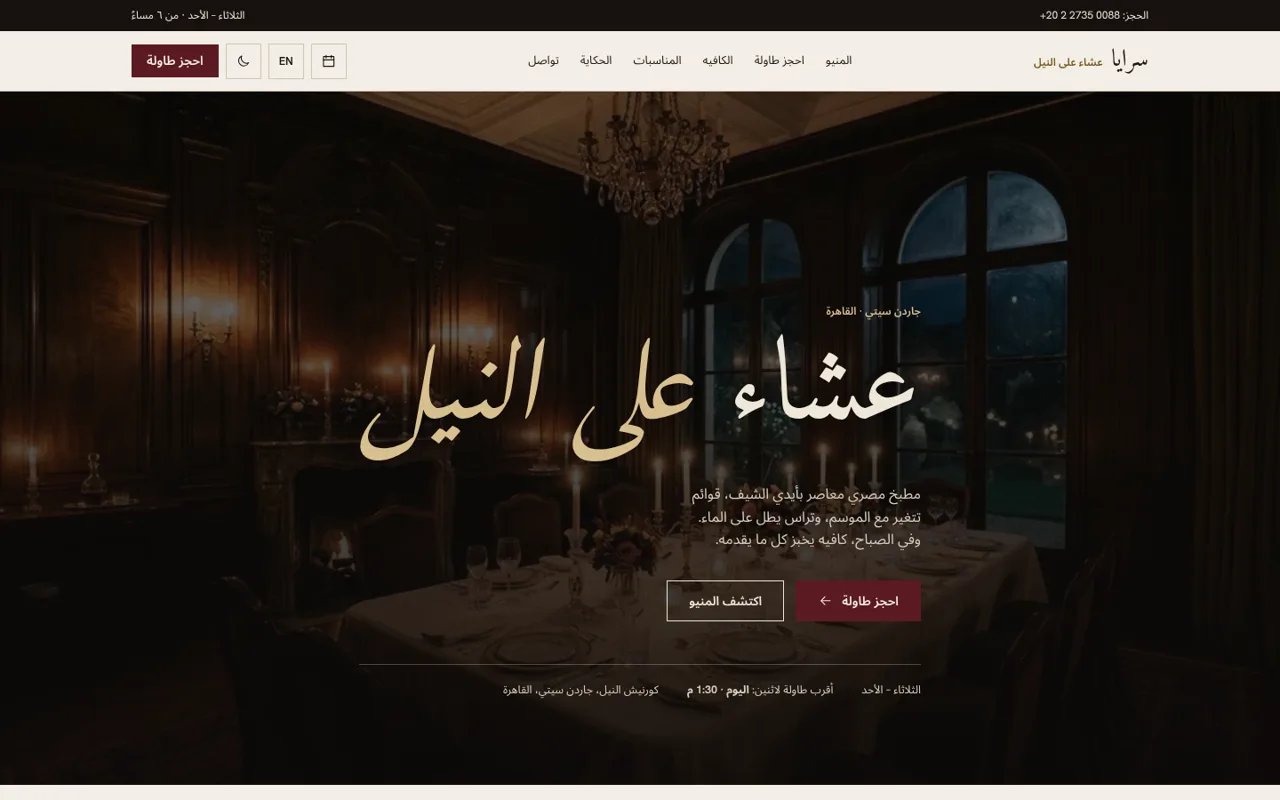 الحجز: 0088 2735 2 20+
الثلاثاء – الأحد · من ٦ مساءً
سرايا عشاء على النيل
المنيو احجز طاولة الكافيه المناسبات الحكاية تواصل
EN
احجز طاولة
جاردن سيتي · القاهرة
عشاء على النيل
مطبخ مصري معاصر بأيدي الشيف، قوائم
تتغير مع الموسم، وتراس يطل على الماء.
وفي الصباح، كافيه يخبز كل ما يقدمه.
احجز طاولة ←
اكتشف المنيو
الثلاثاء – الأحد
أقرب طاولة لاثنين: اليوم · 1:30 م
كورنيش النيل، جاردن سيتي، القاهرة